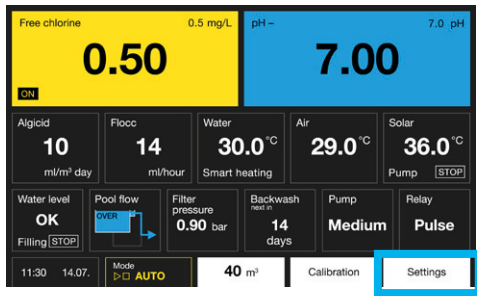 Free chlorine 0.5 mg/L
0.50
ON
pH – 7.0 pH
7.00
Algicid
10
ml/m³ day
Flocc
14
ml/hour
Water
30.0 °C
Smart heating
Air
29.0 °C
Solar
36.0 °C
Pump STOP
Water level
OK
Filling STOP
Pool flow
OVER
Filter
pressure
0.90 bar
Backwash
next in
14
days
Pump
Medium
Relay
Pulse
11:30 14.07.
Mode
AUTO
40 m³
Calibration
Settings